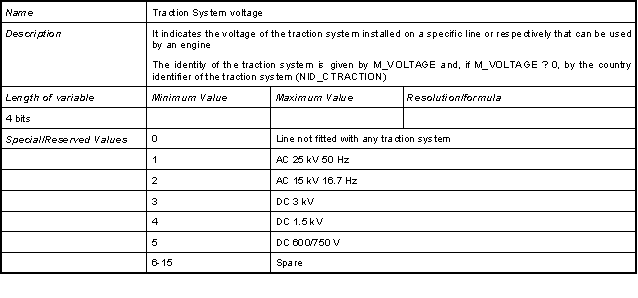 Name Traction System voltage
Description It indicates the voltage of the traction system installed on a specific line or respectively that can be used
by an engine
The identity of the traction system is given by M_VOLTAGE and, if M_VOLTAGE ? 0, by the country
identifier of the traction system (NID_CTRACTION)
Length of variable Minimum Value Maximum Value Resolution/formula
4 bits
Special/Reserved Values 0 Line not fitted with any traction system
1 AC 25 kV 50 Hz
2 AC 15 kV 16.7 Hz
3 DC 3 kV
4 DC 1.5 kV
5 DC 600/750 V
6-15 Spare